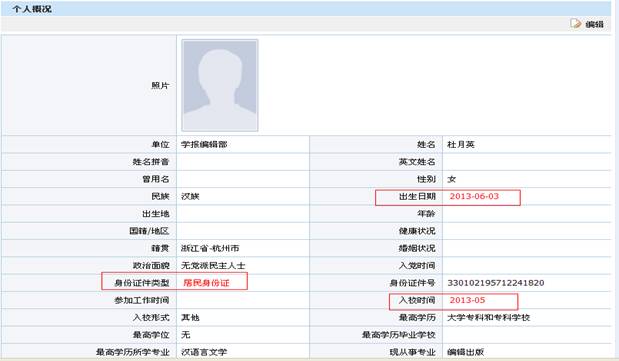 个人概况
编辑
照片
单位 学报编辑部 姓名 杜月英
姓名拼音 英文姓名
曾用名 性别 女
民族 汉族 出生日期 2013-06-03
出生地 年龄
国籍/地区 健康状况
籍贯 浙江省-杭州市 婚姻状况
政治面貌 无党派民主人士 入党时间
身份证件类型 居民身份证 身份证件号 330102195712241820
参加工作时间 入校时间 2013-05
入校形式 其他 最高学历 大学专科和专科学校
最高学位 无 最高学历毕业学校
最高学历所学专业 汉语言文学 现从事专业 编辑出版